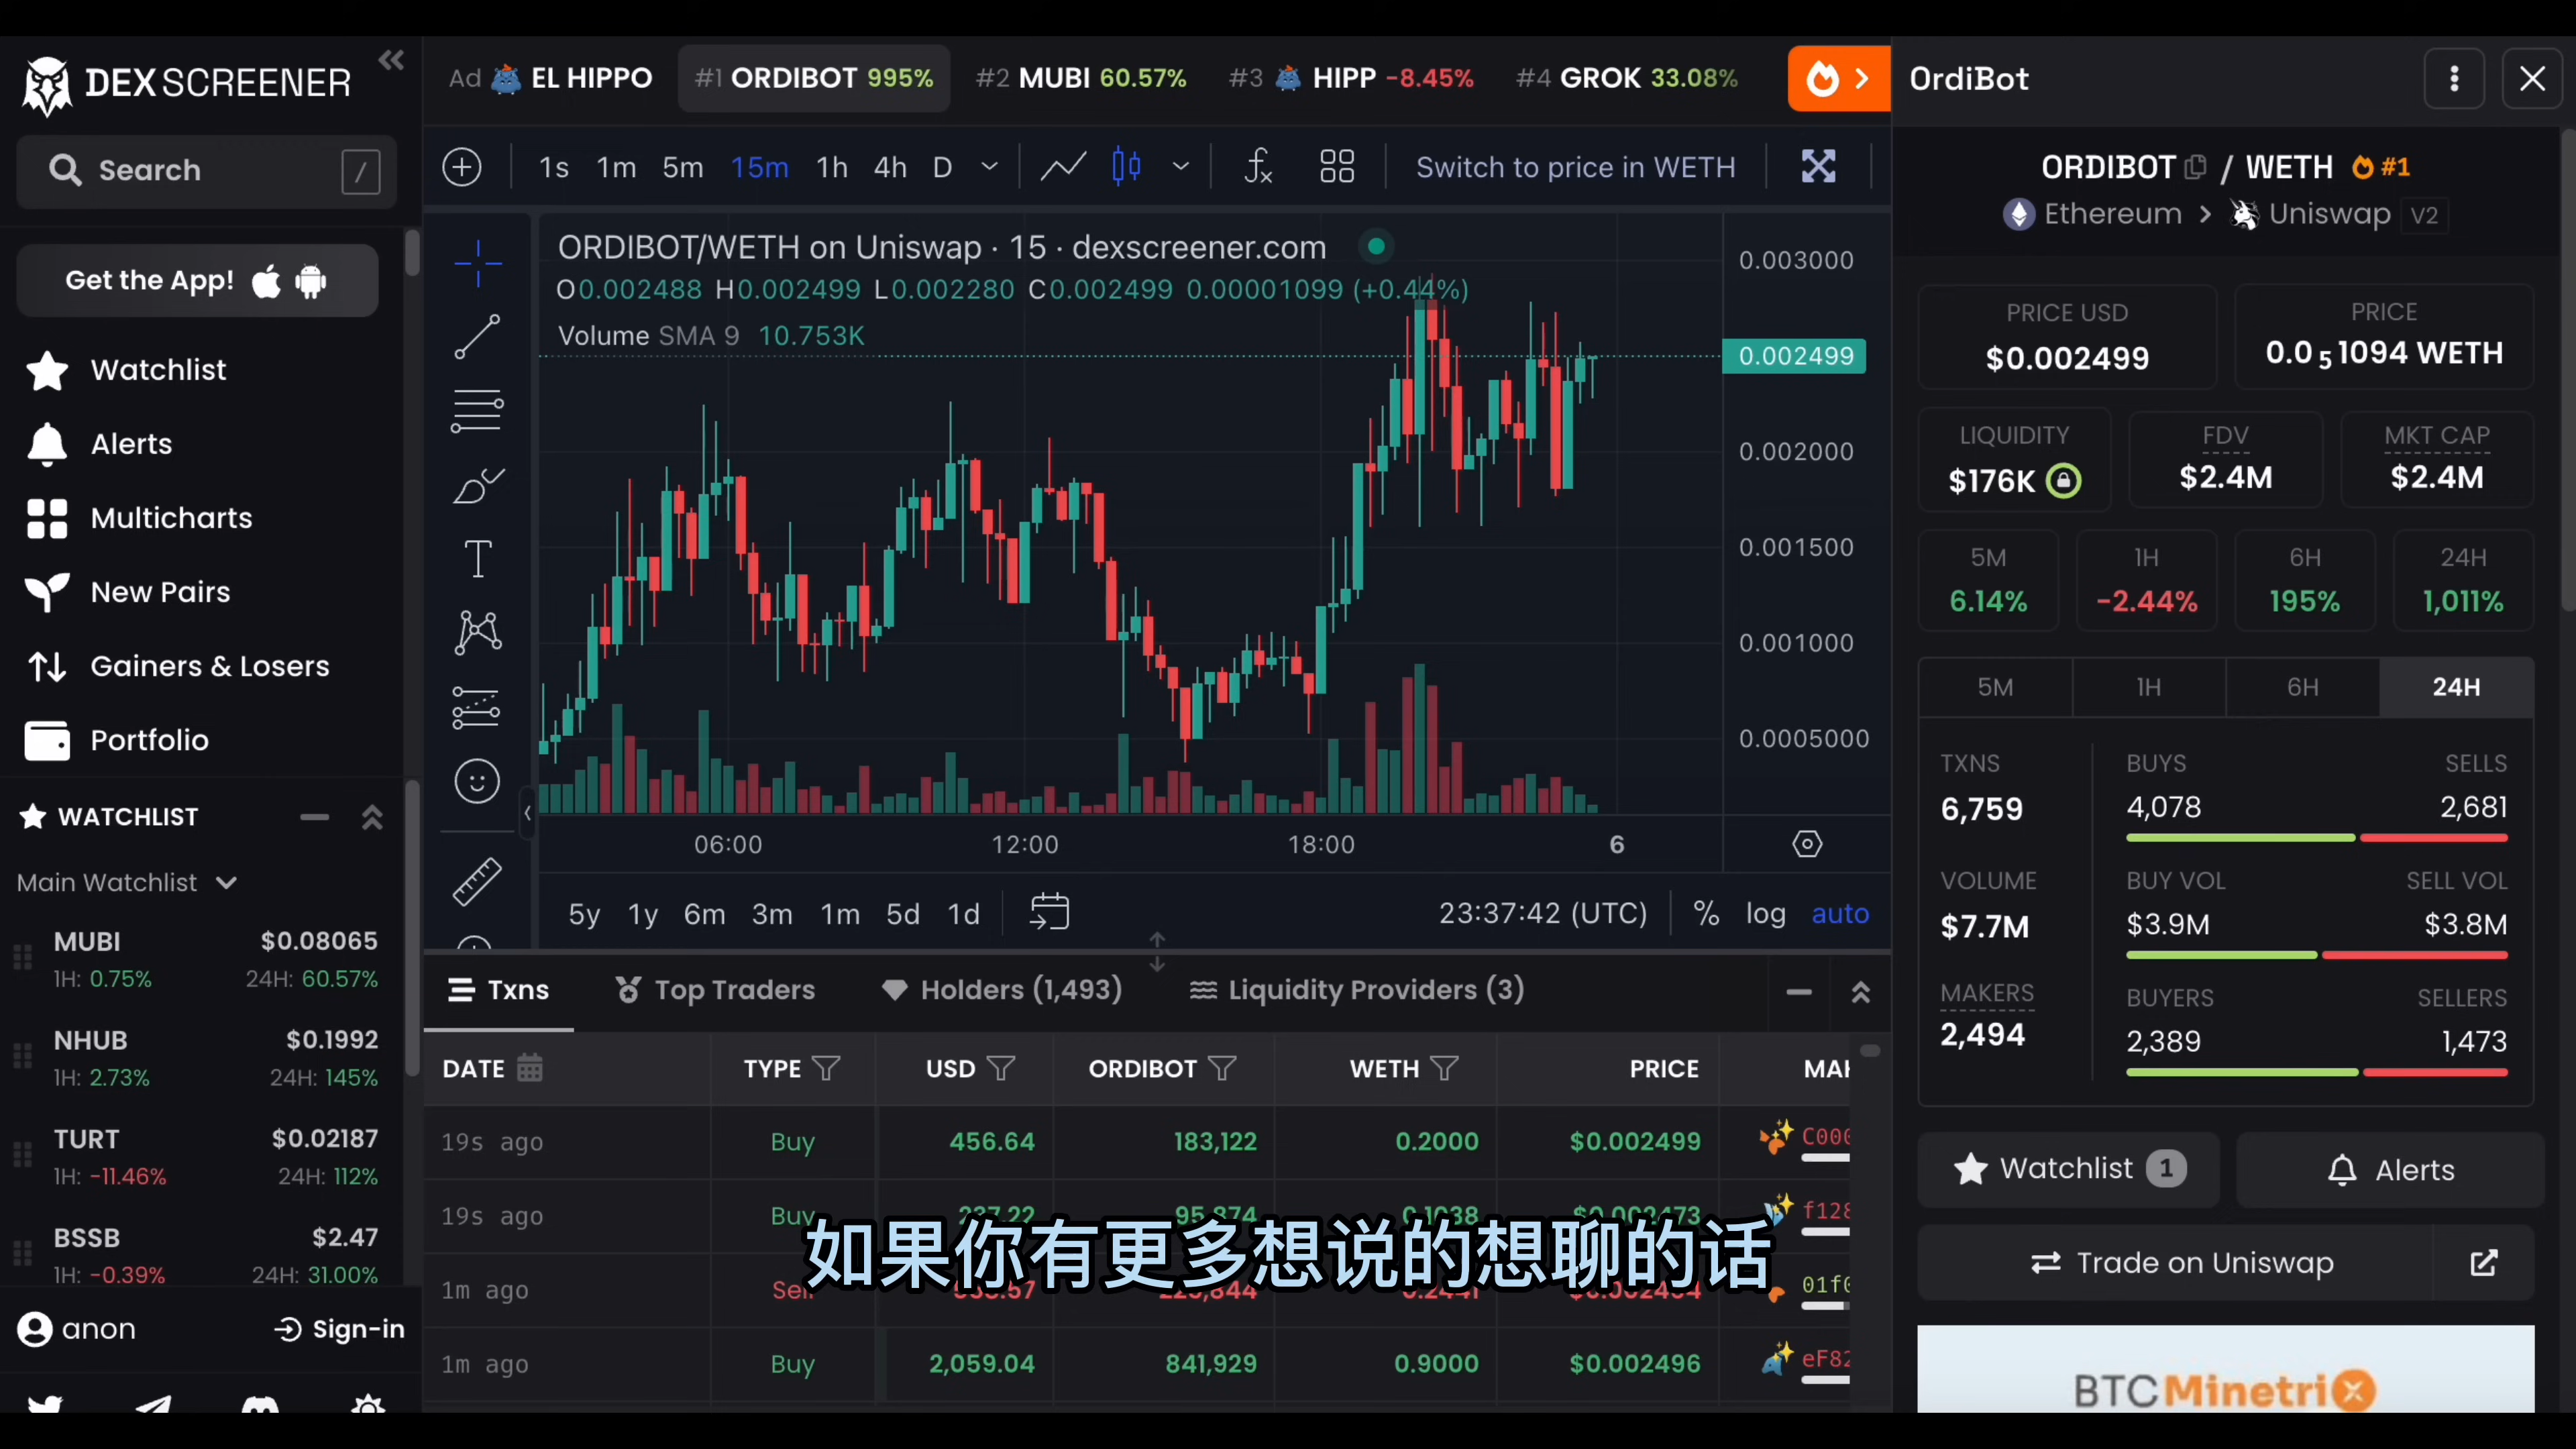 DEXSCREENER
Search /
Get the App!
Watchlist
Alerts
Multicharts
New Pairs
Gainers & Losers
Portfolio
WATCHLIST
Main Watchlist
MUBI $0.08065
1H: 0.75% 24H: 60.57%
NHUB $0.1992
1H: 2.73% 24H: 145%
TURT $0.02187
1H: -11.46% 24H: 112%
BSSB $2.47
1H: -0.39% 24H: 31.00%
anon Sign-in
Ad EL HIPPO #1 ORDIBOT 995% #2 MUBI 60.57% #3 HIPP -8.45% #4 GROK 33.08%
1s 1m 5m 15m 1h 4h D Switch to price in WETH
ORDIBOT/WETH on Uniswap · 15 · dexscreener.com
O0.002488 H0.002499 L0.002280 C0.002499 0.00001099 (+0.44%)
Volume SMA 9 10.753K
0.003000
0.002499
0.002000
0.001500
0.001000
0.0005000
06:00 12:00 18:00 6
5y 1y 6m 3m 1m 5d 1d 23:37:42 (UTC) % log auto
Txns Top Traders Holders (1,493) Liquidity Providers (3)
DATE TYPE USD ORDIBOT WETH PRICE
19s ago Buy 456.64 183,122 0.2000 $0.002499 C000
19s ago Buy 237.22 95,874 0.1038 $0.002473 f128
1m ago Sell 01f0
如果你有更多想说的想聊的话
1m ago Buy 2,059.04 841,929 0.9000 $0.002496 eF82
OrdiBot
ORDIBOT / WETH #1
Ethereum > Uniswap V2
PRICE USD PRICE
$0.002499 0.0₅1094 WETH
LIQUIDITY FDV MKT CAP
$176K $2.4M $2.4M
5M 1H 6H 24H
6.14% -2.44% 195% 1,011%
5M 1H 6H 24H
TXNS BUYS SELLS
6,759 4,078 2,681
VOLUME BUY VOL SELL VOL
$7.7M $3.9M $3.8M
MAKERS BUYERS SELLERS
2,494 2,389 1,473
Watchlist 1 Alerts
Trade on Uniswap
BTCMinetrix